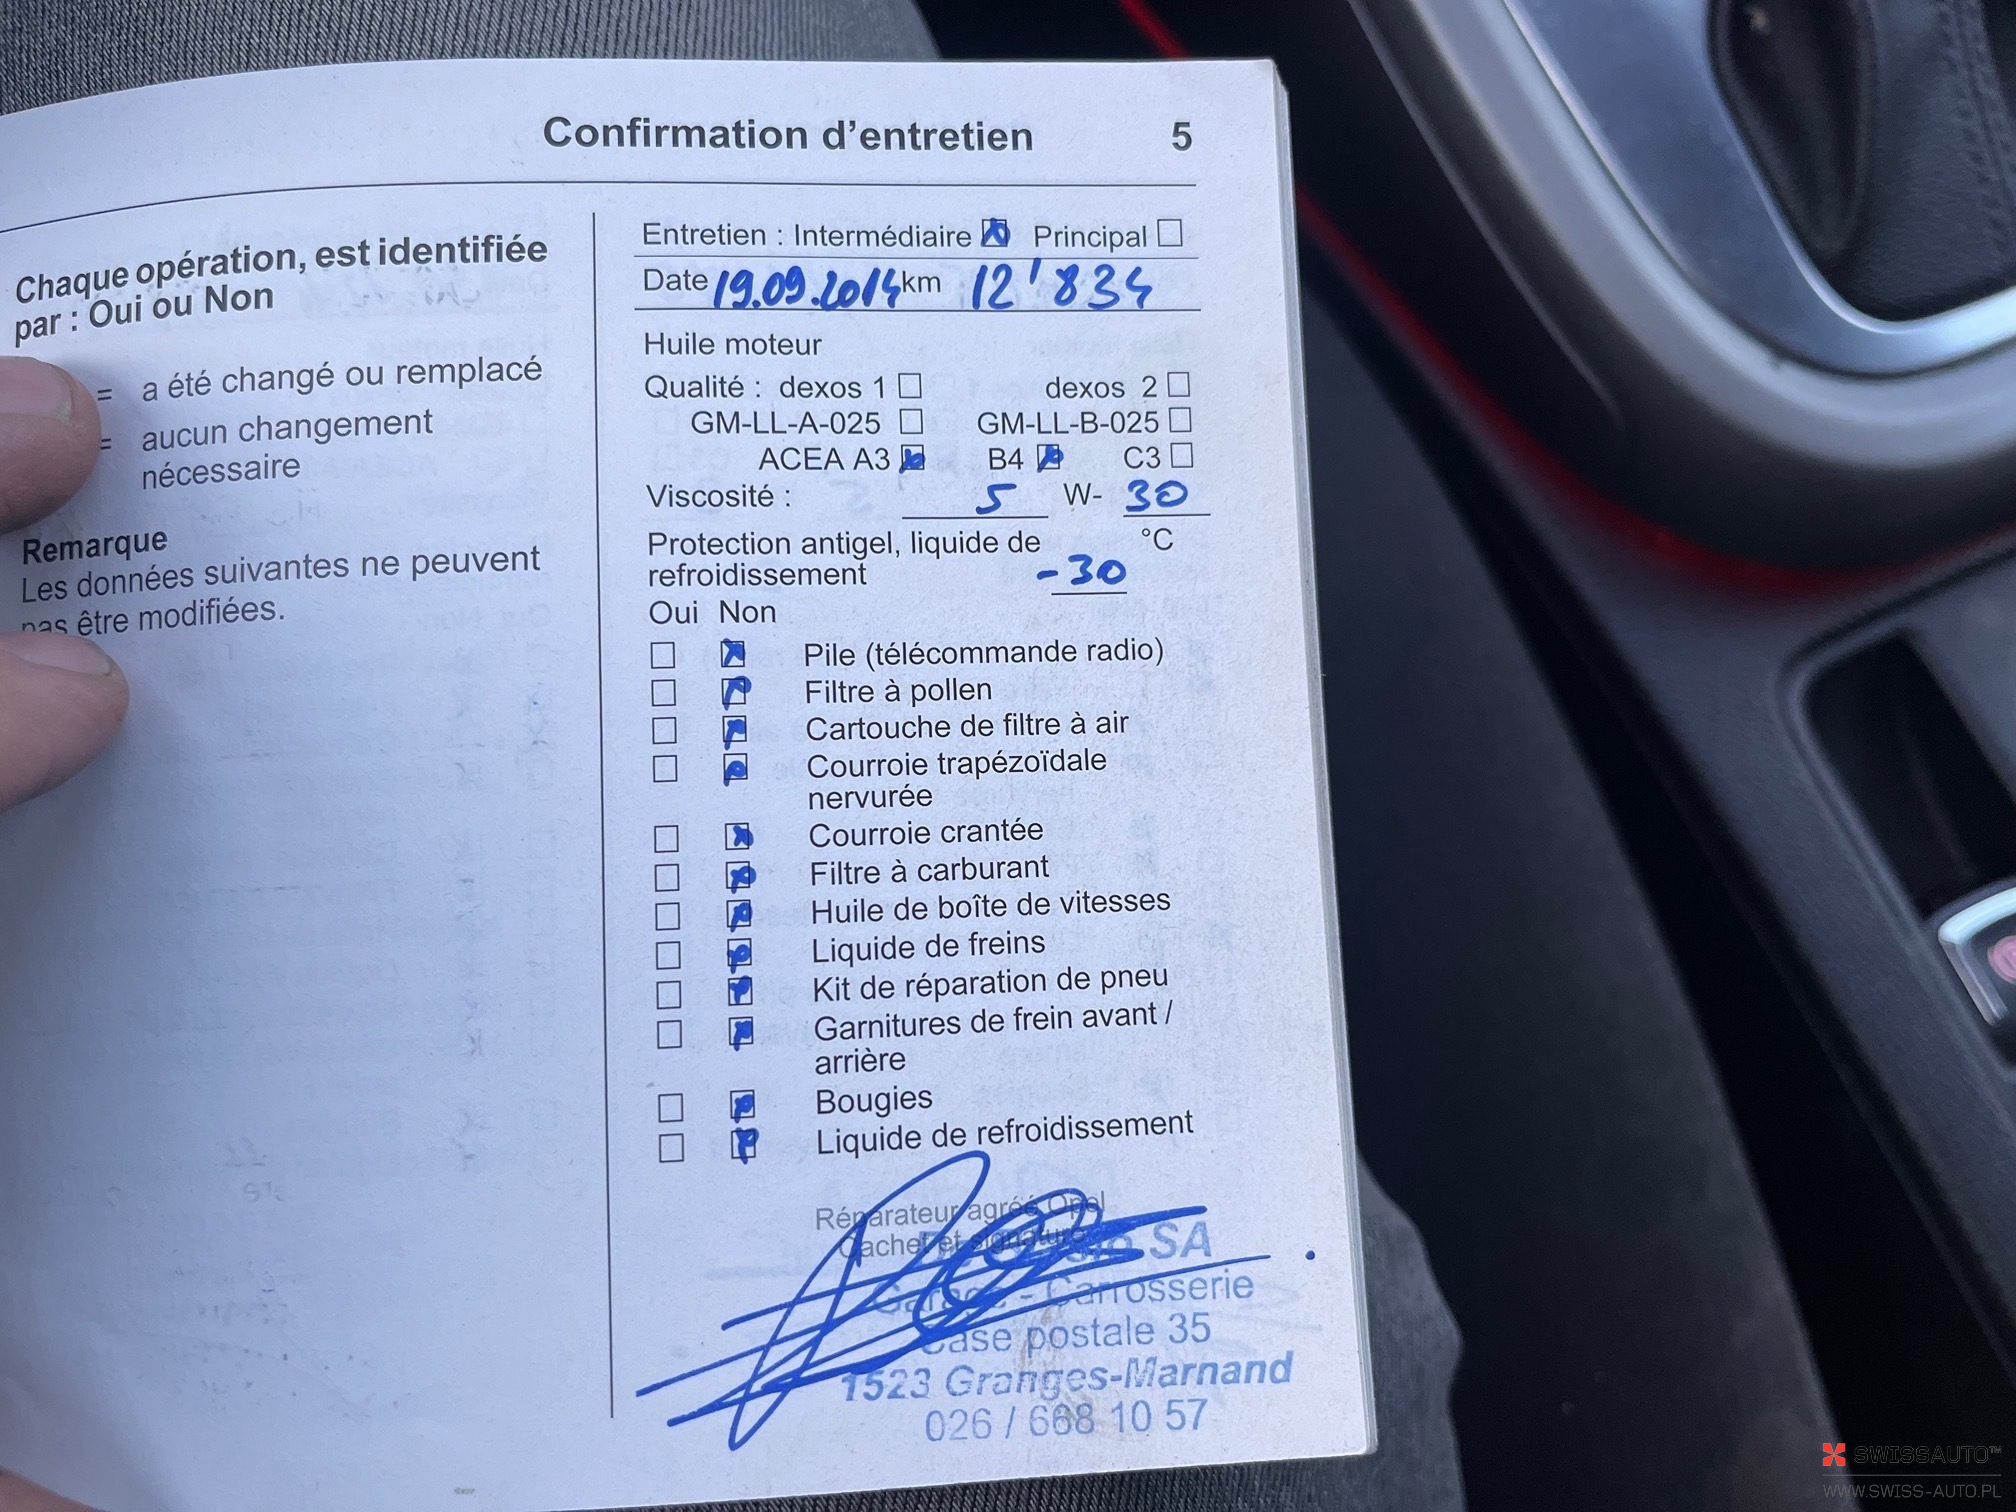 Confirmation d'entretien 5
Chaque opération, est identifiée
par : Oui ou Non
= a été changé ou remplacé
= aucun changement
nécessaire
Remarque
Les données suivantes ne peuvent
pas être modifiées.
Entretien : Intermédiaire Principal
Date 19.09.2014 km 12'834
Huile moteur
Qualité : dexos 1 dexos 2
GM-LL-A-025 GM-LL-B-025
ACEA A3 B4 C3
Viscosité : 5 W- 30
Protection antigel, liquide de °C
refroidissement -30
Oui Non
Pile (télécommande radio)
Filtre à pollen
Cartouche de filtre à air
Courroie trapézoïdale
nervurée
Courroie crantée
Filtre à carburant
Huile de boîte de vitesses
Liquide de freins
Kit de réparation de pneu
Garnitures de frein avant /
arrière
Bougies
Liquide de refroidissement
Réparateur agréé Opel
Cachet et signature
SA
Garage - Carrosserie
Case postale 35
1523 Granges-Marnand
026 / 668 10 57
SWISSAUTO™
WWW.SWISS-AUTO.PL